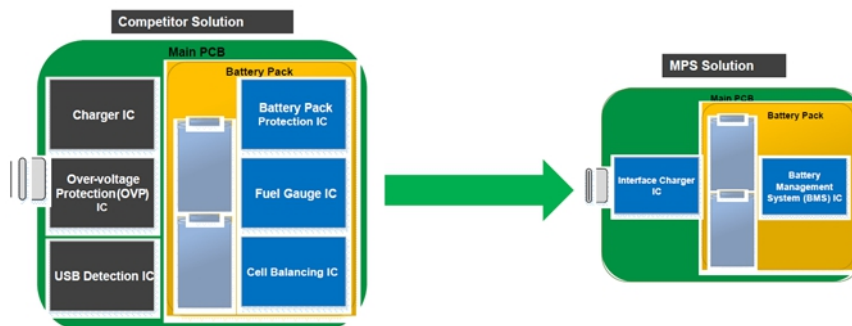 Competitor Solution
Main PCB
Battery Pack
Charger IC
Battery Pack
Protection IC
Over-voltage
Protection(OVP)
IC
Fuel Gauge IC
USB Detection IC
Cell Balancing IC
MPS Solution
Main PCB
Battery Pack
Interface Charger
IC
Battery
Management
System (BMS) IC